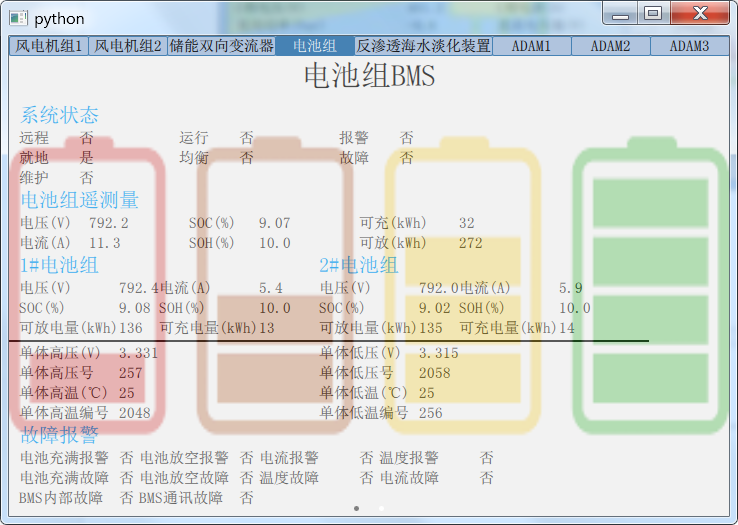 python
风电机组1 风电机组2 储能双向变流器 电池组 反渗透海水淡化装置 ADAM1 ADAM2 ADAM3
电池组BMS
系统状态
远程 否 运行 否 报警 否
就地 是 均衡 否 故障 否
维护 否
电池组遥测量
电压(V) 792.2 SOC(%) 9.07 可充(kWh) 32
电流(A) 11.3 SOH(%) 10.0 可放(kWh) 272
1#电池组 2#电池组
电压(V) 792.4 电流(A) 5.4 电压(V) 792.0 电流(A) 5.9
SOC(%) 9.08 SOH(%) 10.0 SOC(%) 9.02 SOH(%) 10.0
可放电量(kWh) 136 可充电量(kWh) 13 可放电量(kWh) 135 可充电量(kWh) 14
单体高压(V) 3.331 单体低压(V) 3.315
单体高压号 257 单体低压号 2058
单体高温(℃) 25 单体低温(℃) 25
单体高温编号 2048 单体低温编号 256
故障报警
电池充满报警 否 电池放空报警 否 电流报警 否 温度报警 否
电池充满故障 否 电池放空故障 否 温度故障 否 电流故障 否
BMS内部故障 否 BMS通讯故障 否